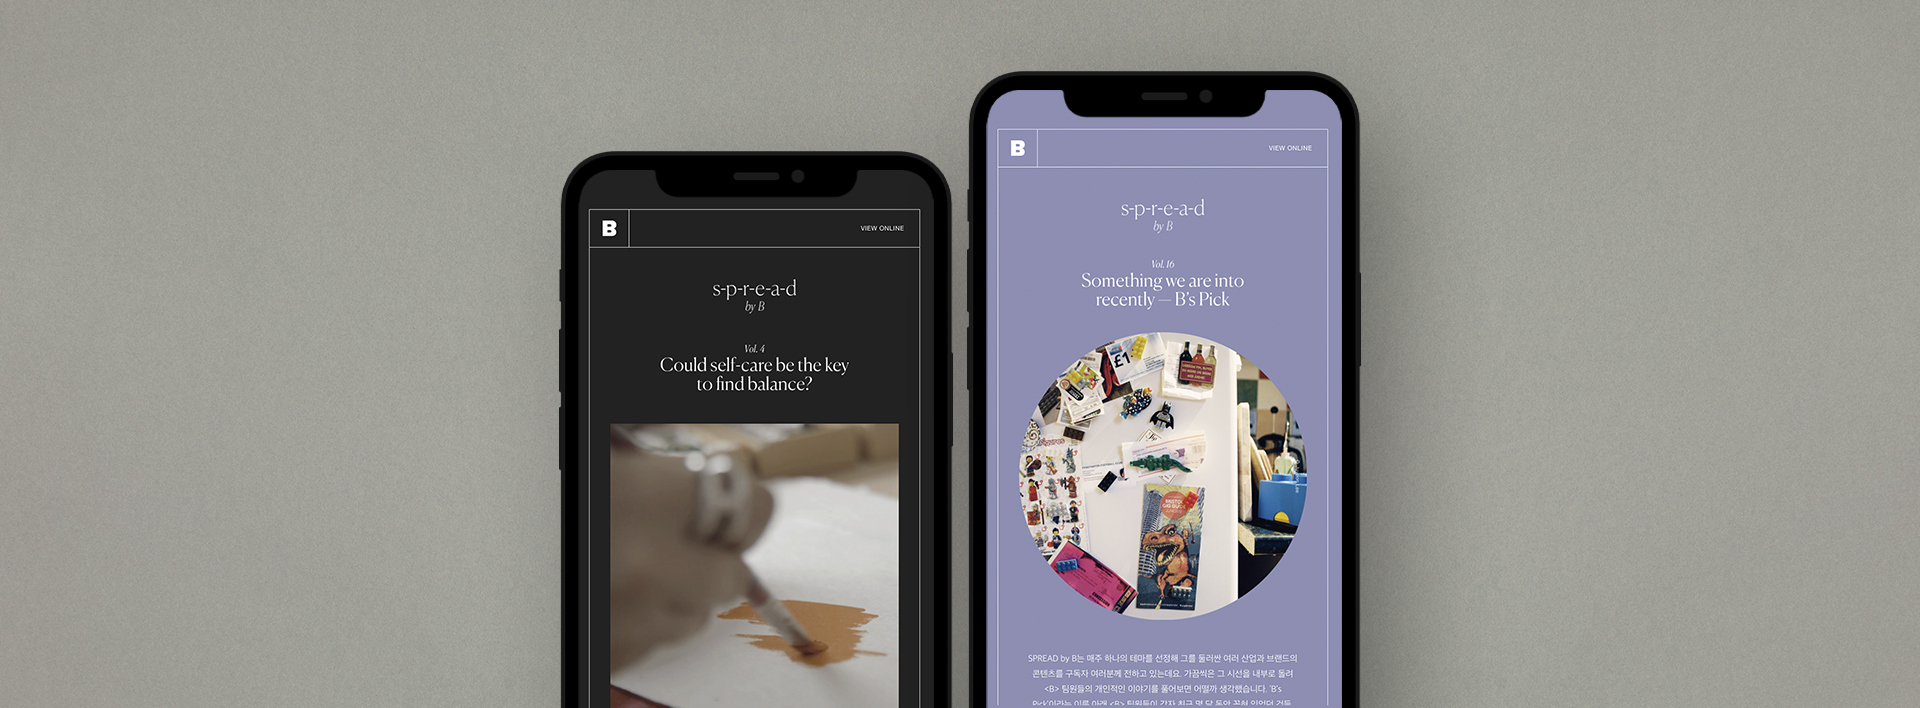 B
VIEW ONLINE
s-p-r-e-a-d
by B
Vol. 4
Could self-care be the key
to find balance?
B
VIEW ONLINE
s-p-r-e-a-d
by B
Vol. 16
Something we are into
recently — B's Pick
£1
SPREAD by B는 매주 하나의 테마를 선정해 그를 둘러싼 여러 산업과 브랜드의
콘텐츠를 구독자 여러분께 전하고 있는데요. 가끔씩은 그 시선을 내부로 돌려
<B> 팀원들의 개인적인 이야기를 풀어보면 어떨까 생각했습니다. 'B's